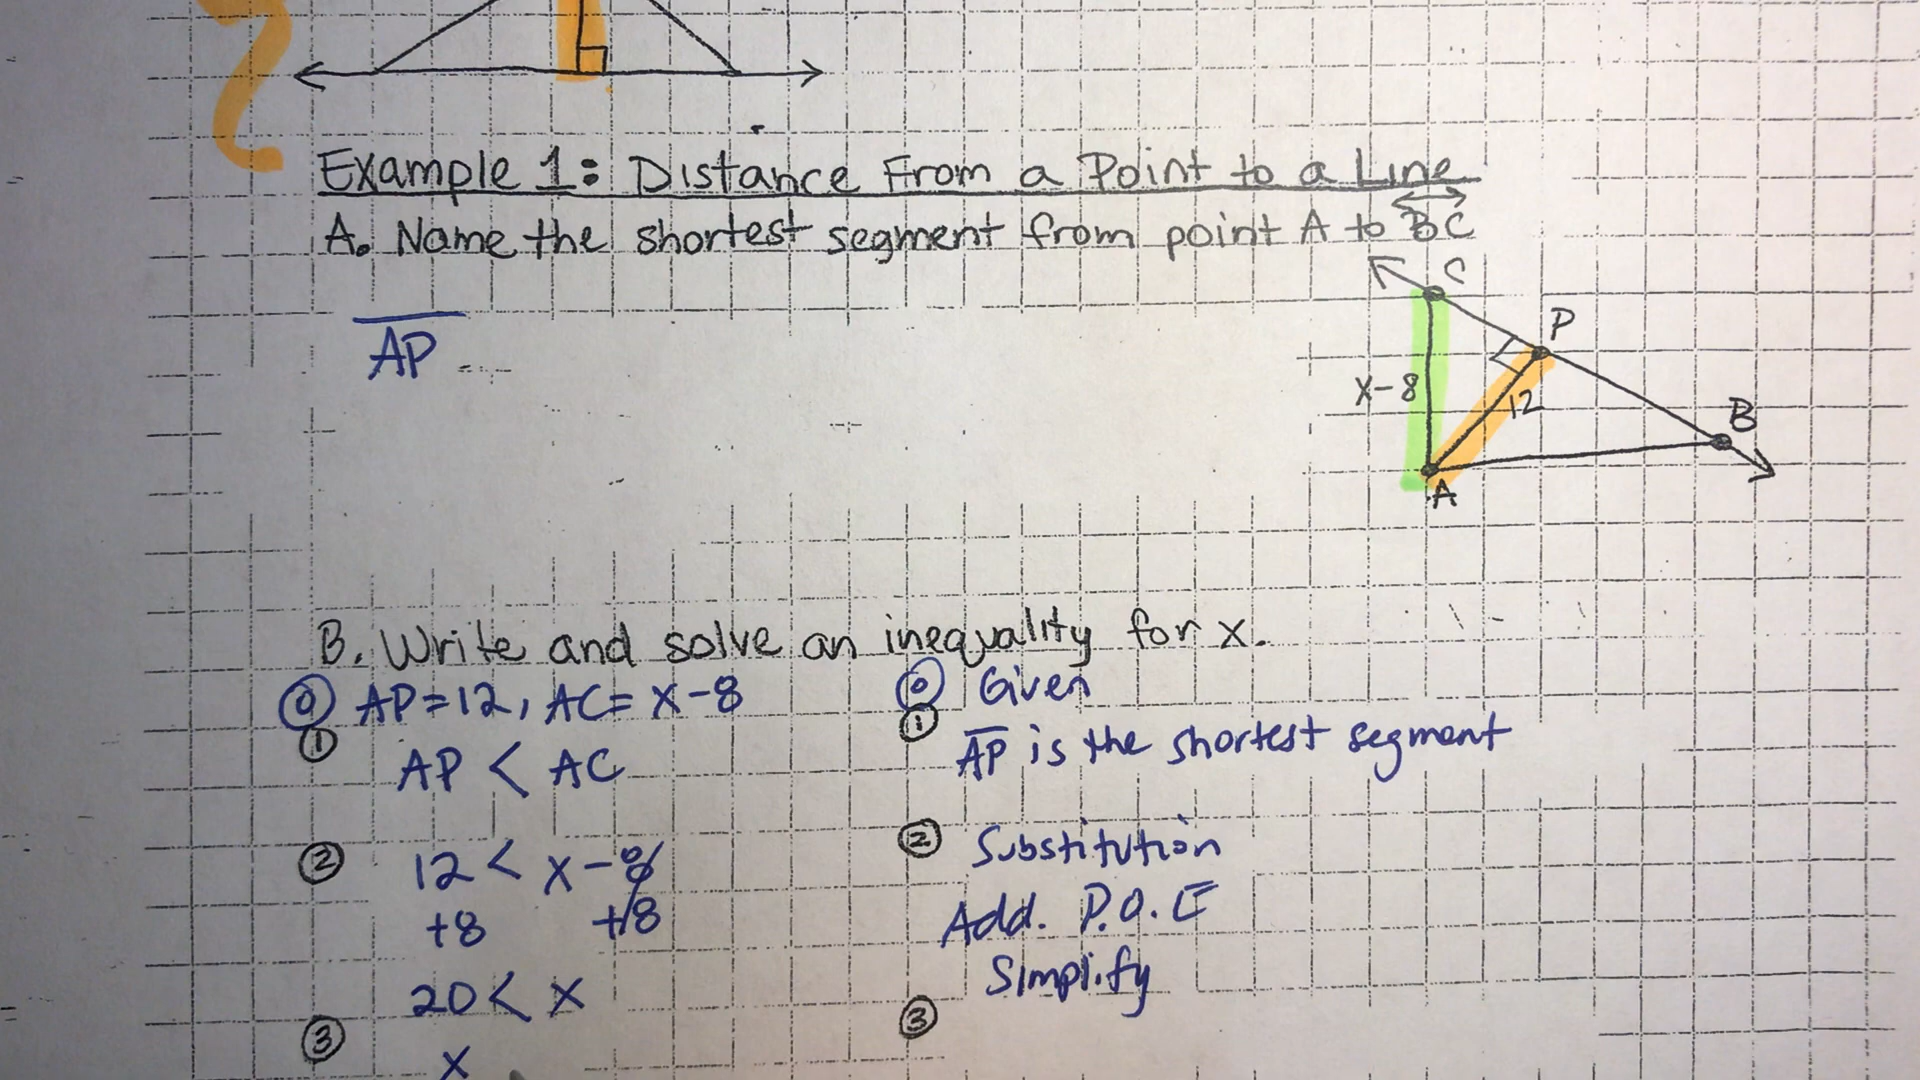 Example 1: Distance From a Point to a Line
A. Name the shortest segment from point A to BC
C
P
AP
x-8
12
B
A
B. Write and solve an inequality for x.
0 AP=12, AC= x-8
0 Given
1 AP < AC
1 AP is the shortest segment
2 12 < x-8
2 Substitution
+8 +8
Add. P.O.E
20 < x
Simplify
3 x
3